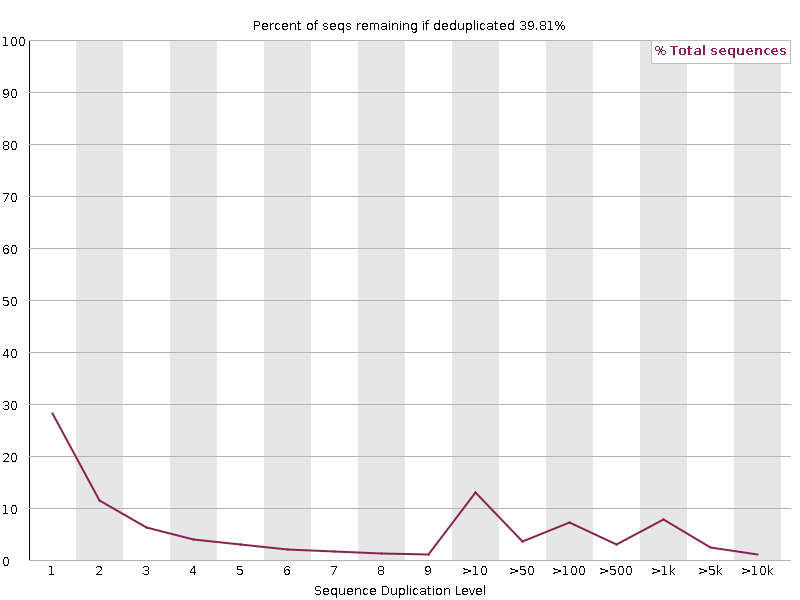 Percent of seqs remaining if deduplicated 39.81%
% Total sequences
100
90
80
70
60
50
40
30
20
10
0
1 2 3 4 5 6 7 8 9 >10 >50 >100 >500 >1k >5k >10k
Sequence Duplication Level